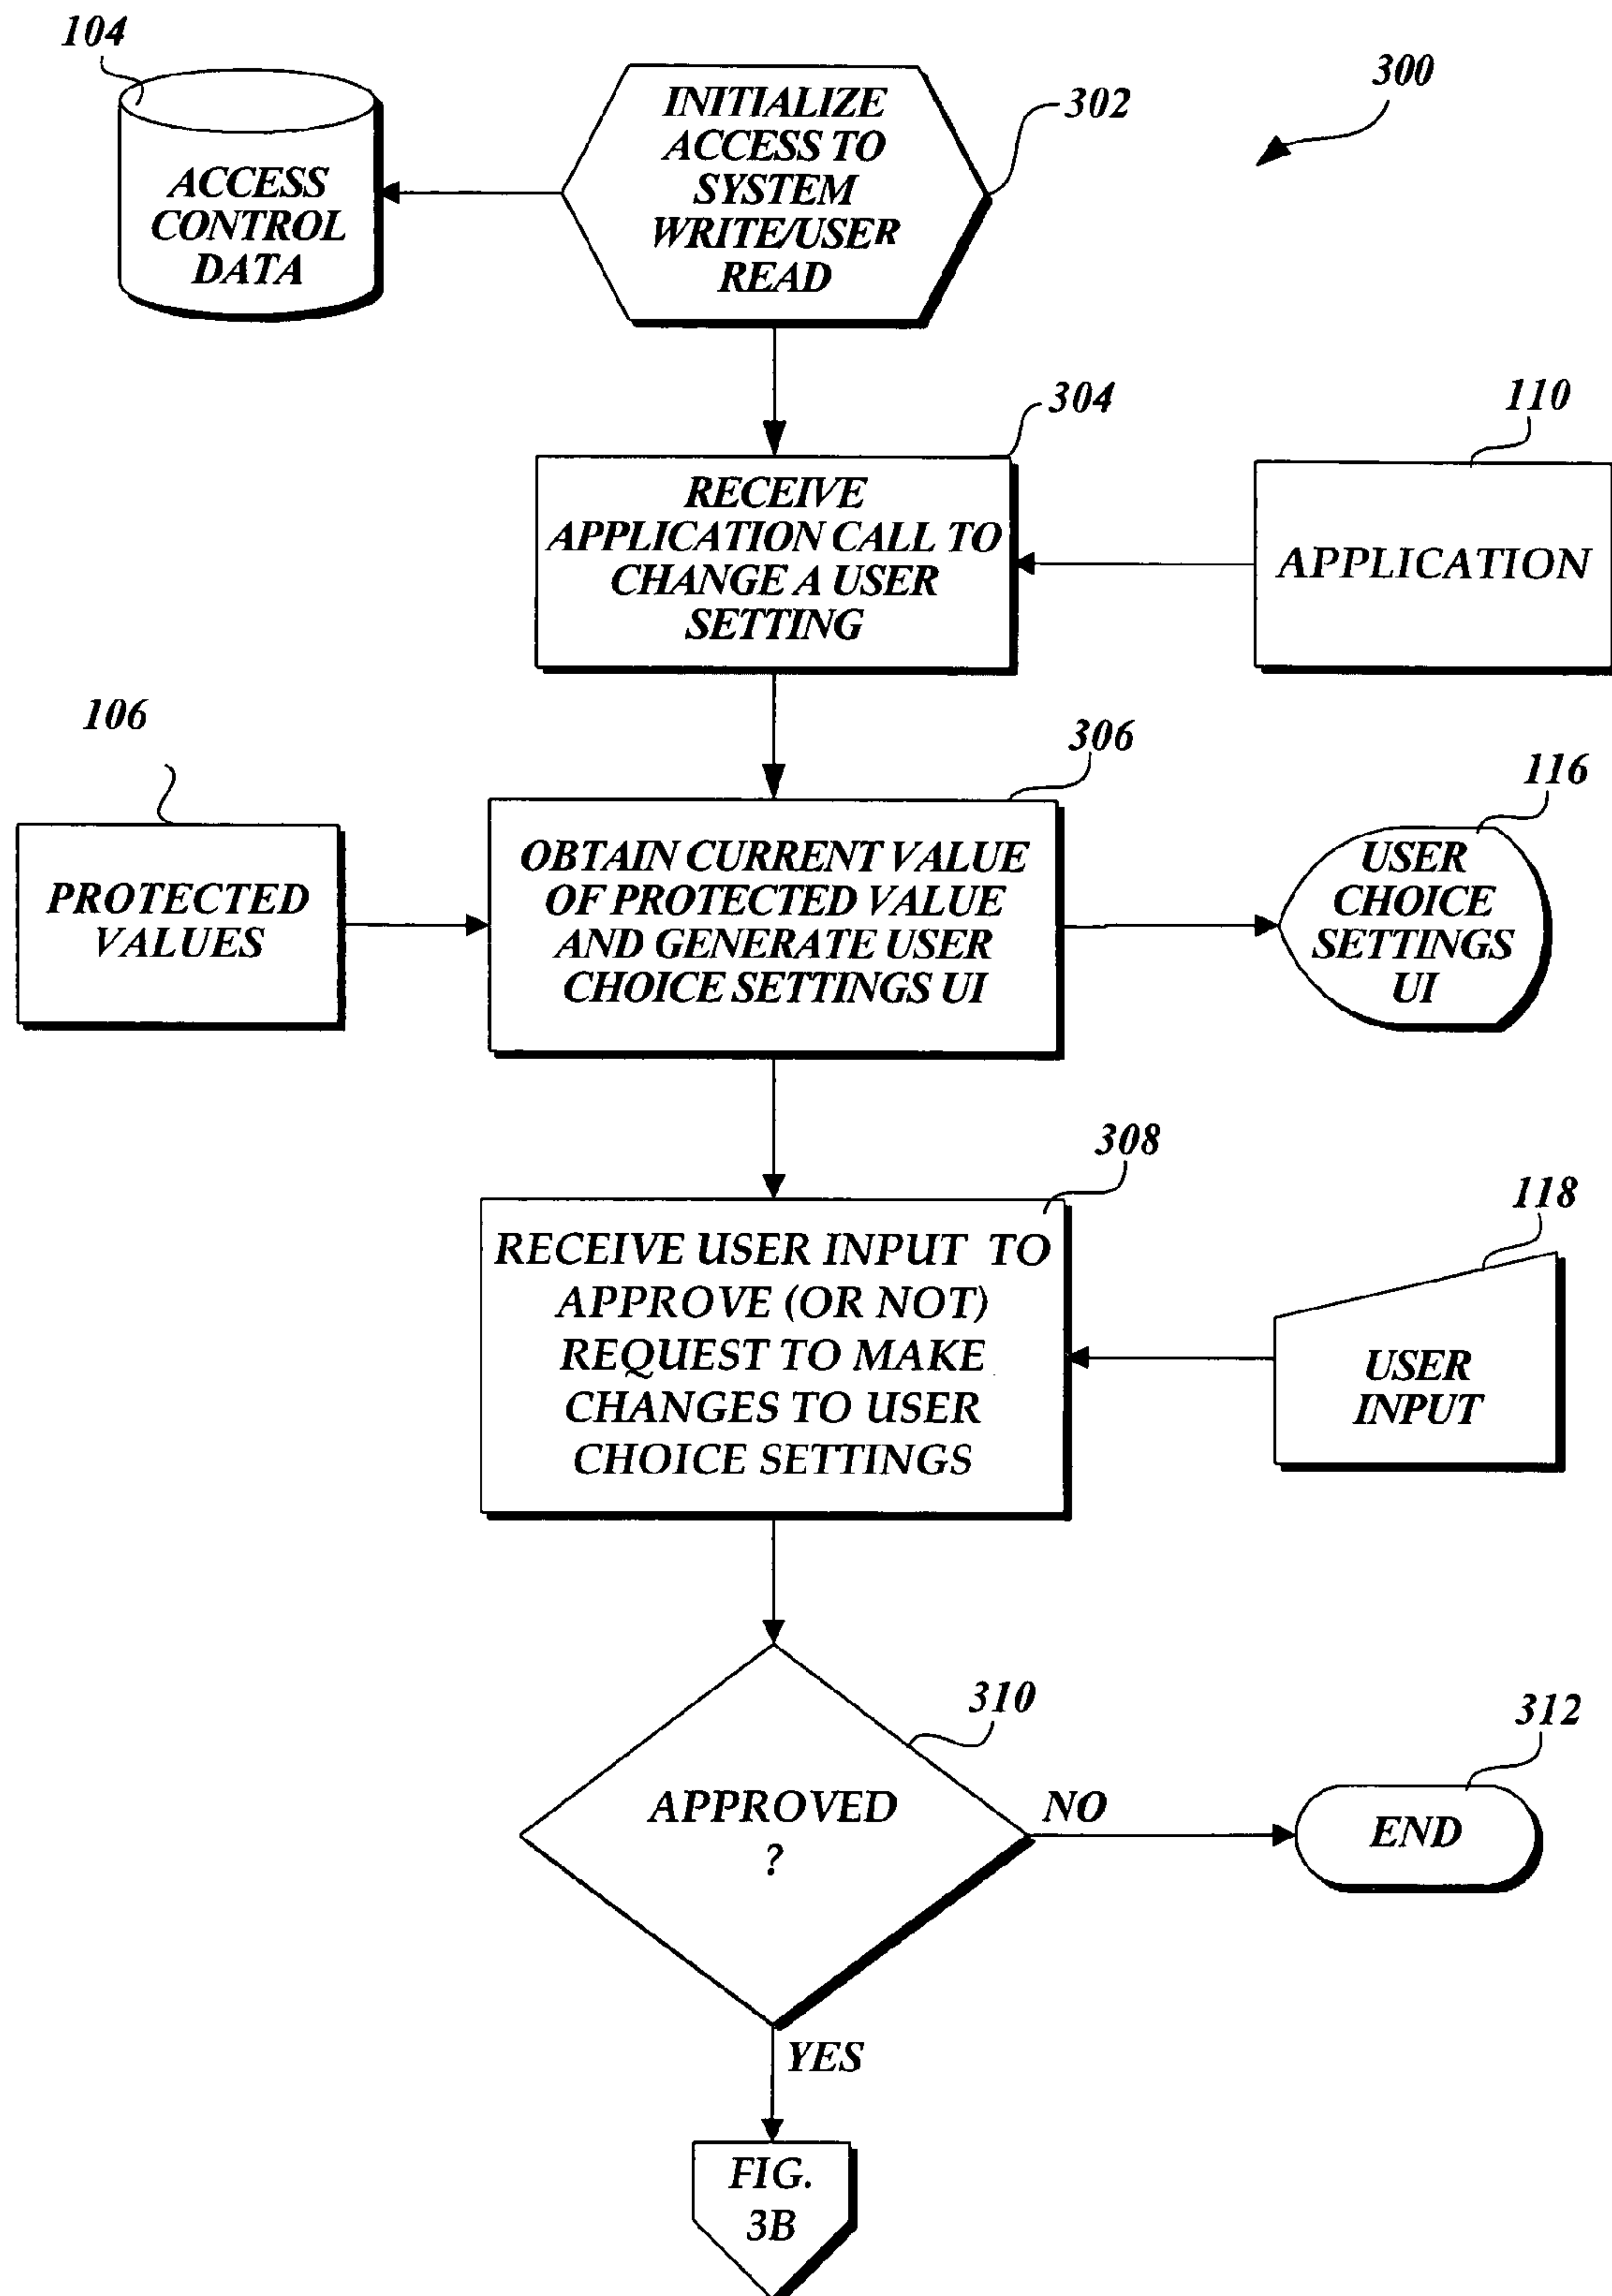 104
300
INITIALIZE
ACCESS TO
SYSTEM
WRITE/USER
READ
302
ACCESS
CONTROL
DATA
304
110
RECEIVE
APPLICATION CALL TO
CHANGE A USER
SETTING
APPLICATION
106
306
116
PROTECTED
VALUES
OBTAIN CURRENT VALUE
OF PROTECTED VALUE
AND GENERATE USER
CHOICE SETTINGS UI
USER
CHOICE
SETTINGS
UI
308
118
RECEIVE USER INPUT TO
APPROVE (OR NOT)
REQUEST TO MAKE
CHANGES TO USER
CHOICE SETTINGS
USER
INPUT
310
312
APPROVED
?
NO
END
YES
FIG.
3B